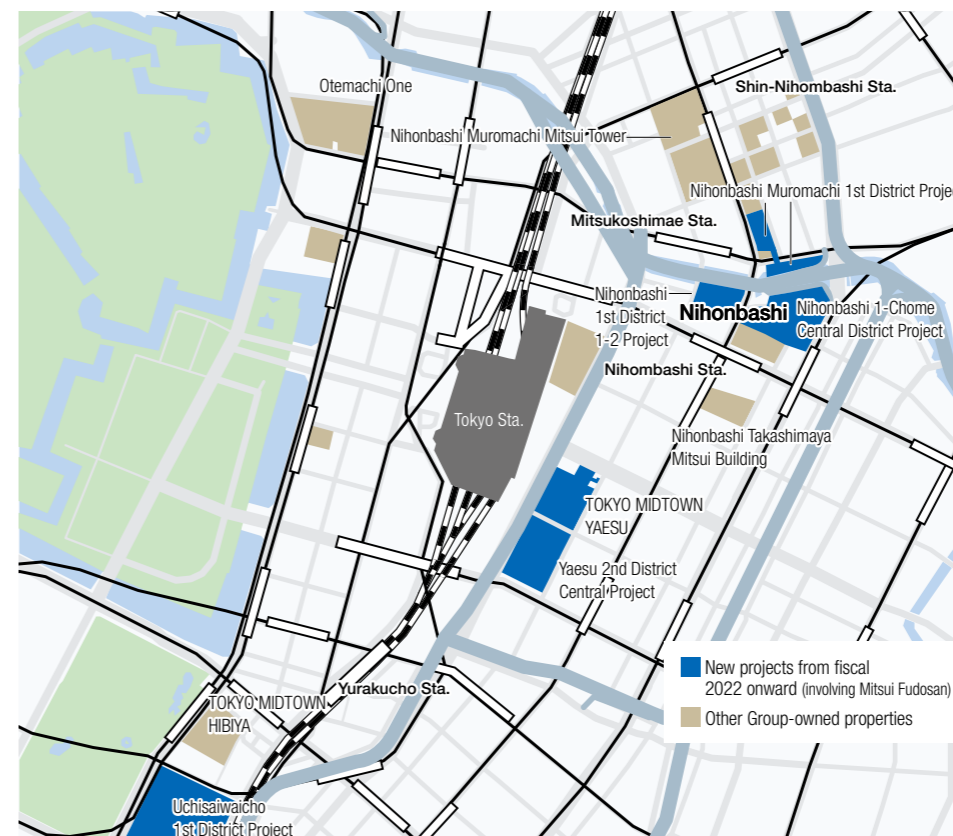 Otemachi One
Shin-Nihombashi Sta.
Nihonbashi Muromachi Mitsui Tower
Nihonbashi Muromachi 1st District Projec
Mitsukoshimae Sta.
Nihonbashi
1st District
1-2 Project
Nihonbashi
Nihonbashi 1-Chome
Central District Project
Nihombashi Sta.
Tokyo Sta.
Nihonbashi Takashimaya
Mitsui Building
TOKYO MIDTOWN
YAESU
Yaesu 2nd District
Central Project
New projects from fiscal
2022 onward (involving Mitsui Fudosan)
Other Group-owned properties
Yurakucho Sta.
TOKYO MIDTOWN
HIBIYA
Uchisaiwaicho
1st District Project